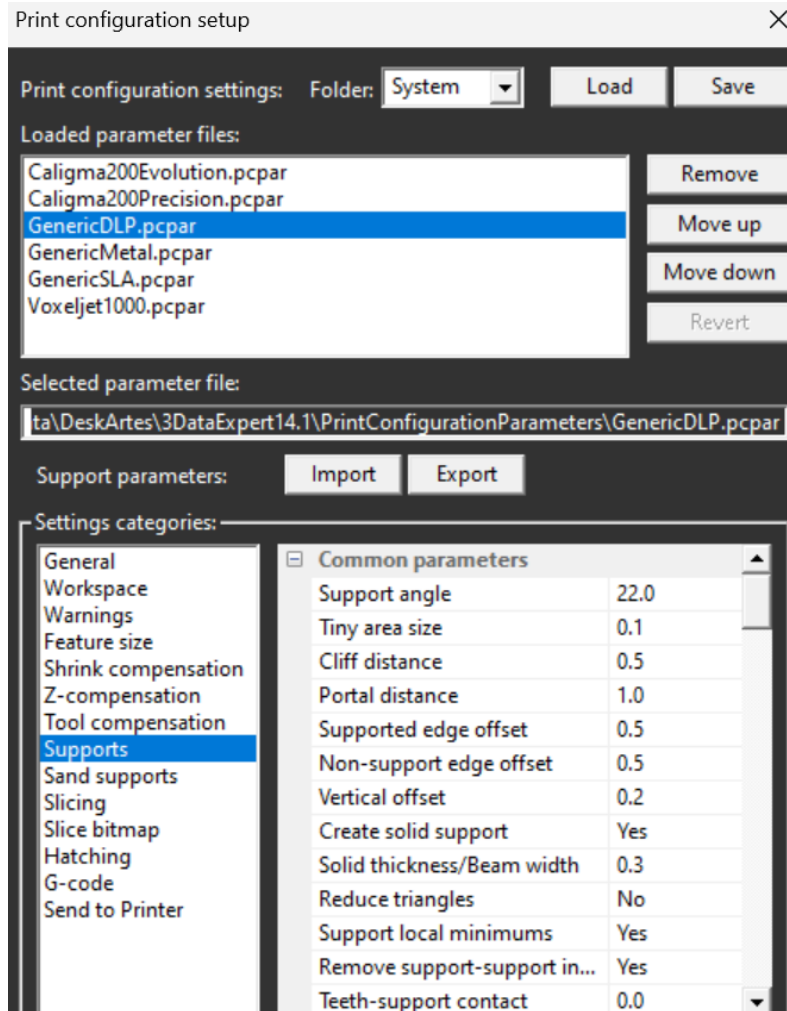 Print configuration setup
Print configuration settings: Folder: System Load Save
Loaded parameter files:
Caligma200Evolution.pcpar
Caligma200Precision.pcpar
GenericDLP.pcpar
GenericMetal.pcpar
GenericSLA.pcpar
Voxeljet1000.pcpar
Remove
Move up
Move down
Revert
Selected parameter file:
ta\DeskArtes\3DataExpert14.1\PrintConfigurationParameters\GenericDLP.pcpar
Support parameters: Import Export
Settings categories:
General
Workspace
Warnings
Feature size
Shrink compensation
Z-compensation
Tool compensation
Supports
Sand supports
Slicing
Slice bitmap
Hatching
G-code
Send to Printer
Common parameters
Support angle 22.0
Tiny area size 0.1
Cliff distance 0.5
Portal distance 1.0
Supported edge offset 0.5
Non-support edge offset 0.5
Vertical offset 0.2
Create solid support Yes
Solid thickness/Beam width 0.3
Reduce triangles No
Support local minimums Yes
Remove support-support in... Yes
Teeth-support contact 0.0